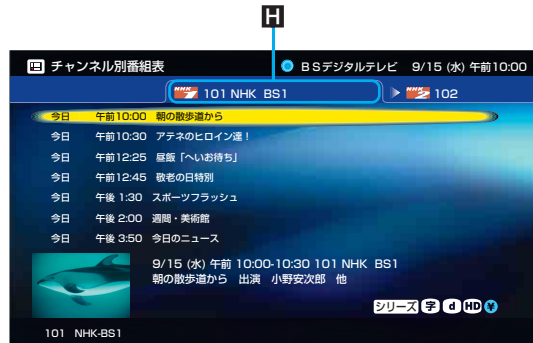 H
チャンネル別番組表 BSデジタルテレビ 9/15 (水) 午前10:00
NHK 1 101 NHK BS1 NHK 2 102
今日 午前10:00 朝の散歩道から
今日 午前10:30 アテネのヒロイン達!
今日 午前12:25 昼飯「へいお待ち」
今日 午前12:45 敬老の日特別
今日 午後 1:30 スポーツフラッシュ
今日 午後 2:00 週間・美術館
今日 午後 3:50 今日のニュース
9/15 (水) 午前 10:00-10:30 101 NHK BS1
朝の散歩道から 出演 小野安次郎 他
シリーズ 字 d HD ¥
101 NHK-BS1